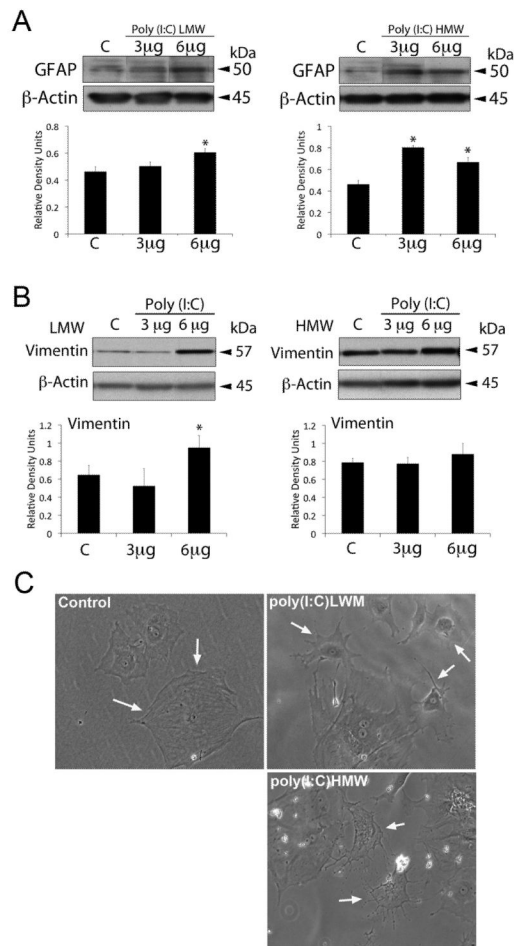 A
Poly (I:C) LMW
C 3μg 6μg kDa
GFAP 50
β-Actin 45
Relative Density Units
0.8
0.6
0.4
0.2
0
*
C 3μg 6μg
Poly (I:C) HMW
C 3μg 6μg kDa
GFAP 50
β-Actin 45
Relative Density Units
1
0.8
0.6
0.4
0.2
0
* *
C 3μg 6μg
B
Poly (I:C)
LMW C 3 μg 6 μg kDa
Vimentin 57
β-Actin 45
Vimentin
Relative Density Units
1.2
1
0.8
0.6
0.4
0.2
0
*
C 3μg 6μg
Poly (I:C)
HMW C 3 μg 6 μg kDa
Vimentin 57
β-Actin 45
Vimentin
Relative Density Units
1.2
1
0.8
0.6
0.4
0.2
0
C 3μg 6μg
C
Control
poly(I:C)LWM
poly(I:C)HMW